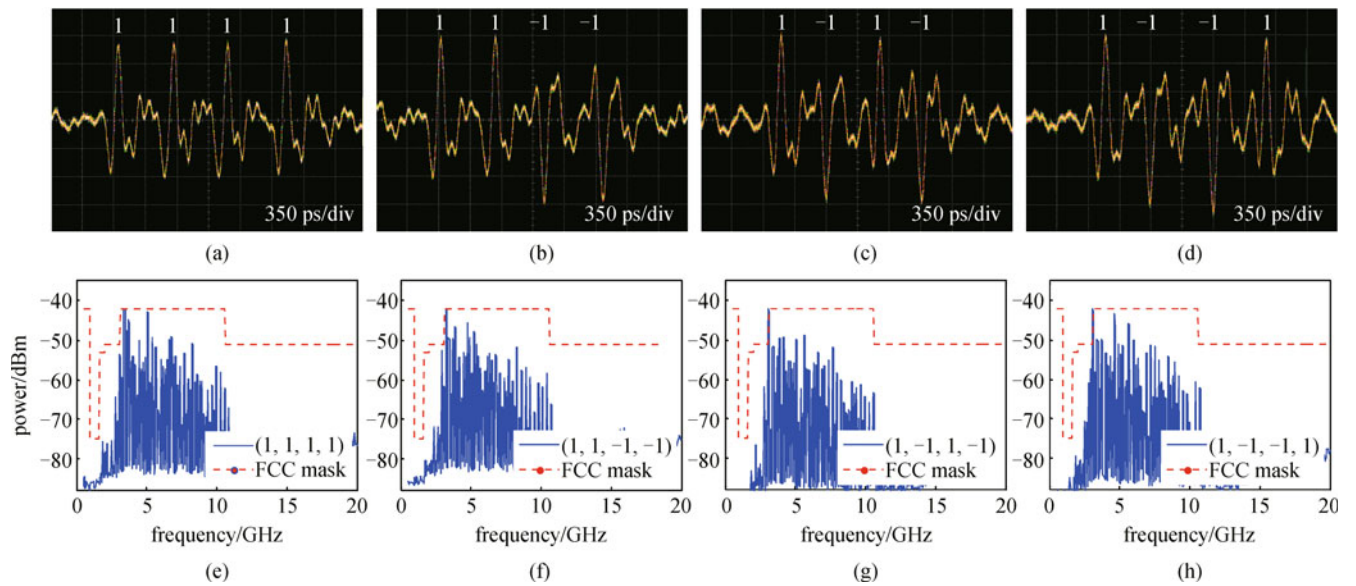 1 1 1 1
350 ps/div
(a)
1 1 −1 −1
350 ps/div
(b)
1 −1 1 −1
350 ps/div
(c)
1 −1 −1 1
350 ps/div
(d)
power/dBm
−40
−50
−60
−70
−80
(1, 1, 1, 1)
FCC mask
0 5 10 15 20
frequency/GHz
(e)
−40
−50
−60
−70
−80
(1, 1, −1, −1)
FCC mask
0 5 10 15 20
frequency/GHz
(f)
−40
−50
−60
−70
−80
(1, −1, 1, −1)
FCC mask
0 5 10 15 20
frequency/GHz
(g)
−40
−50
−60
−70
−80
(1, −1, −1, 1)
FCC mask
0 5 10 15 20
frequency/GHz
(h)